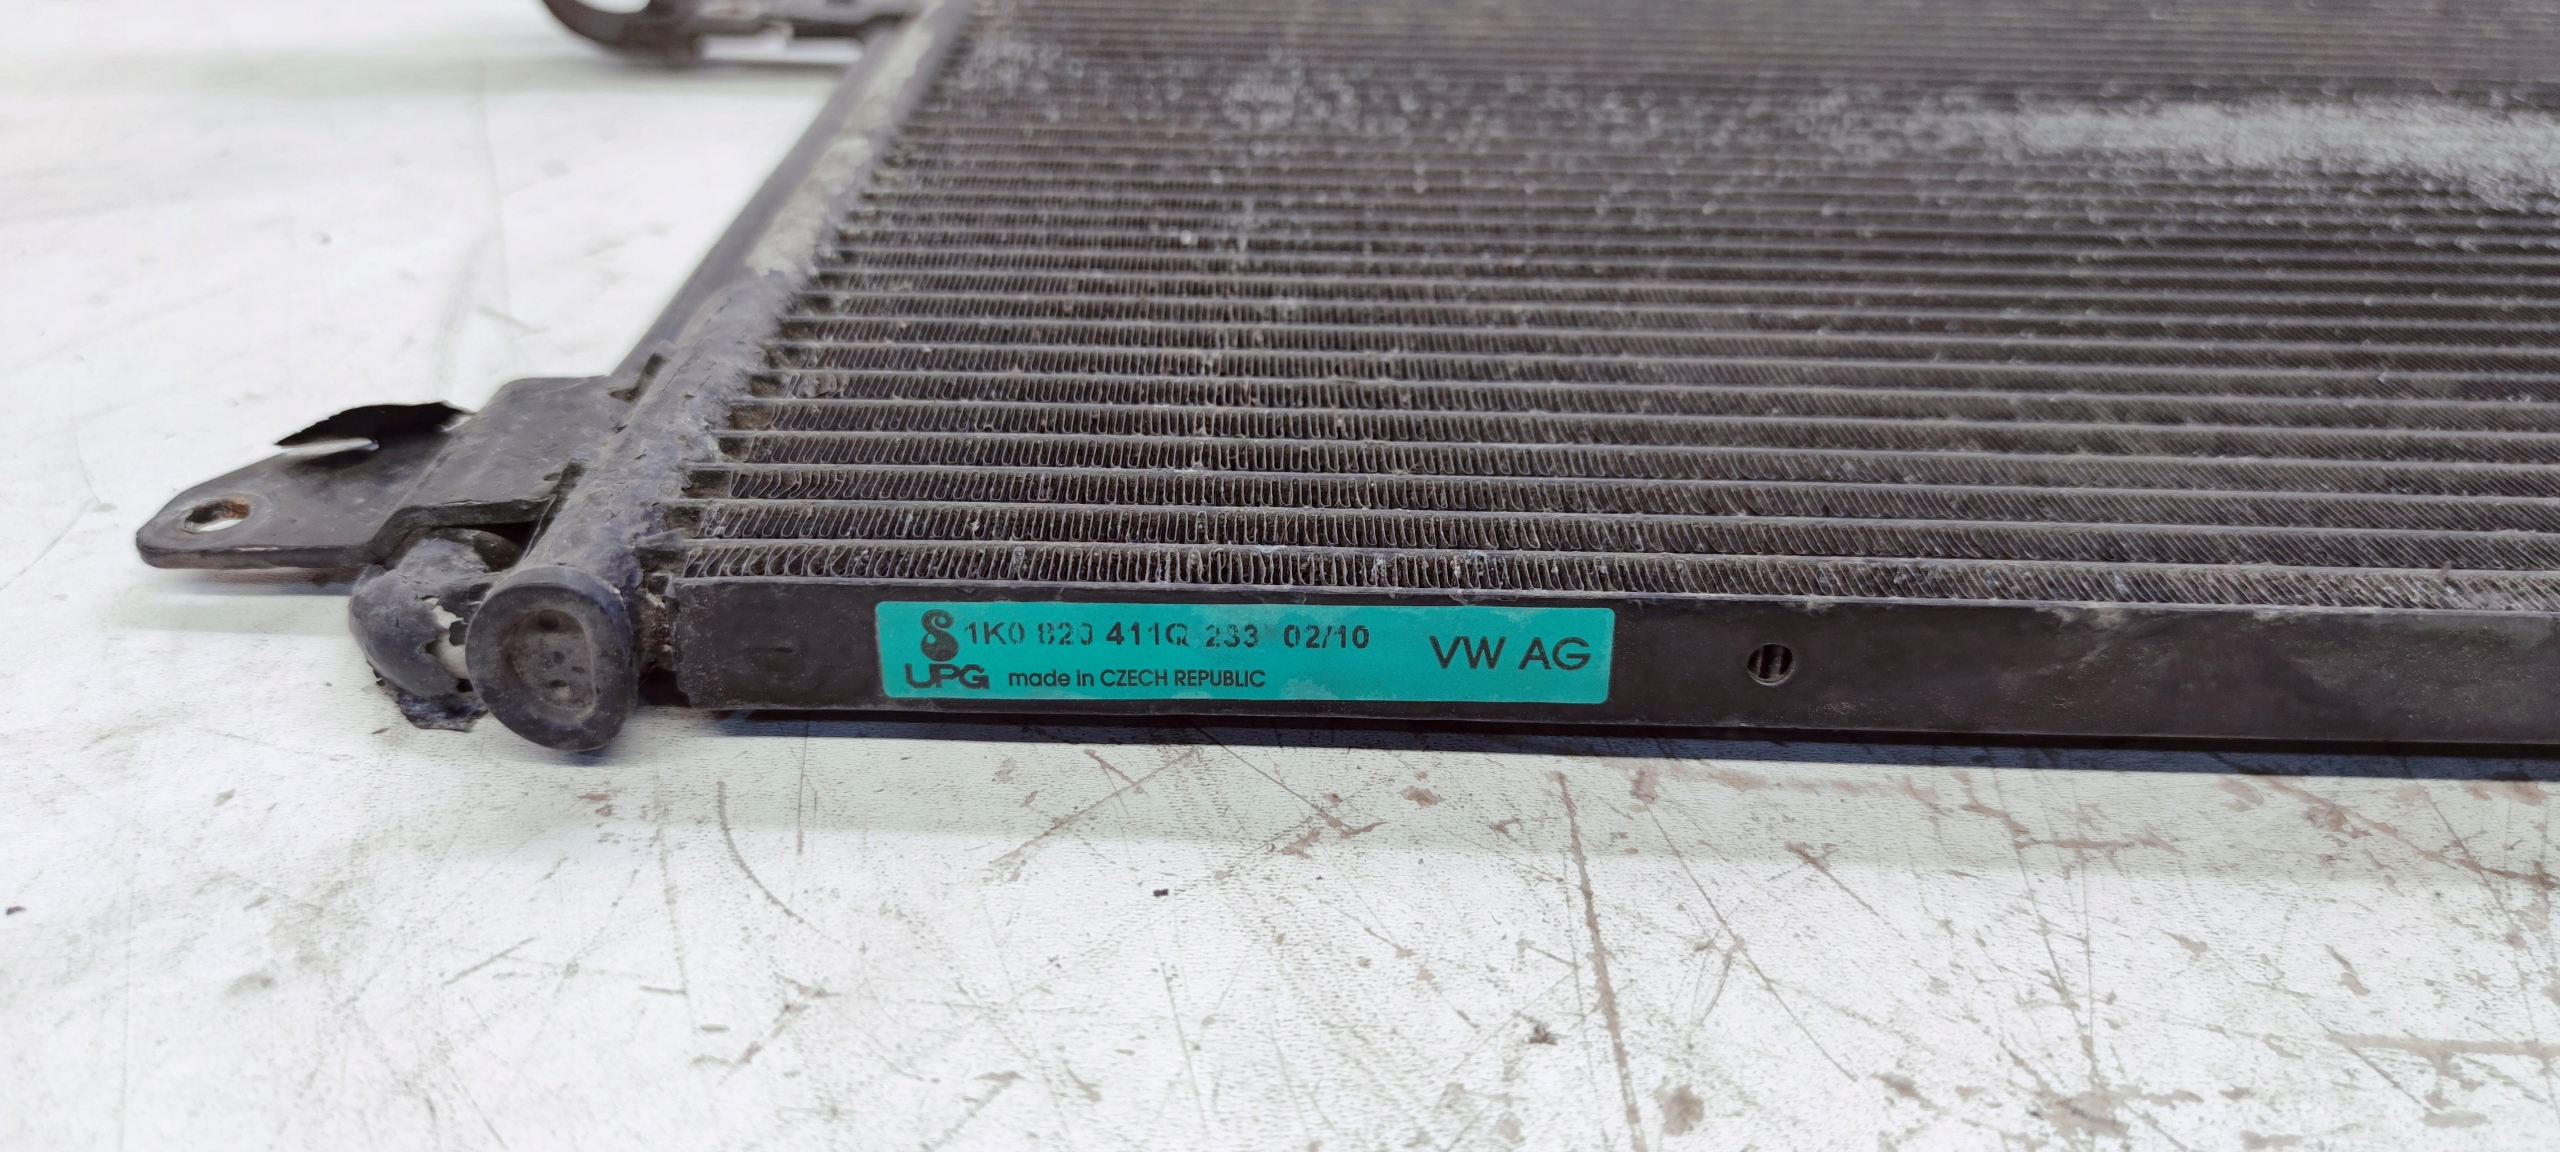 1K0 820 411Q 233 02/10
UPG made in CZECH REPUBLIC
VW AG